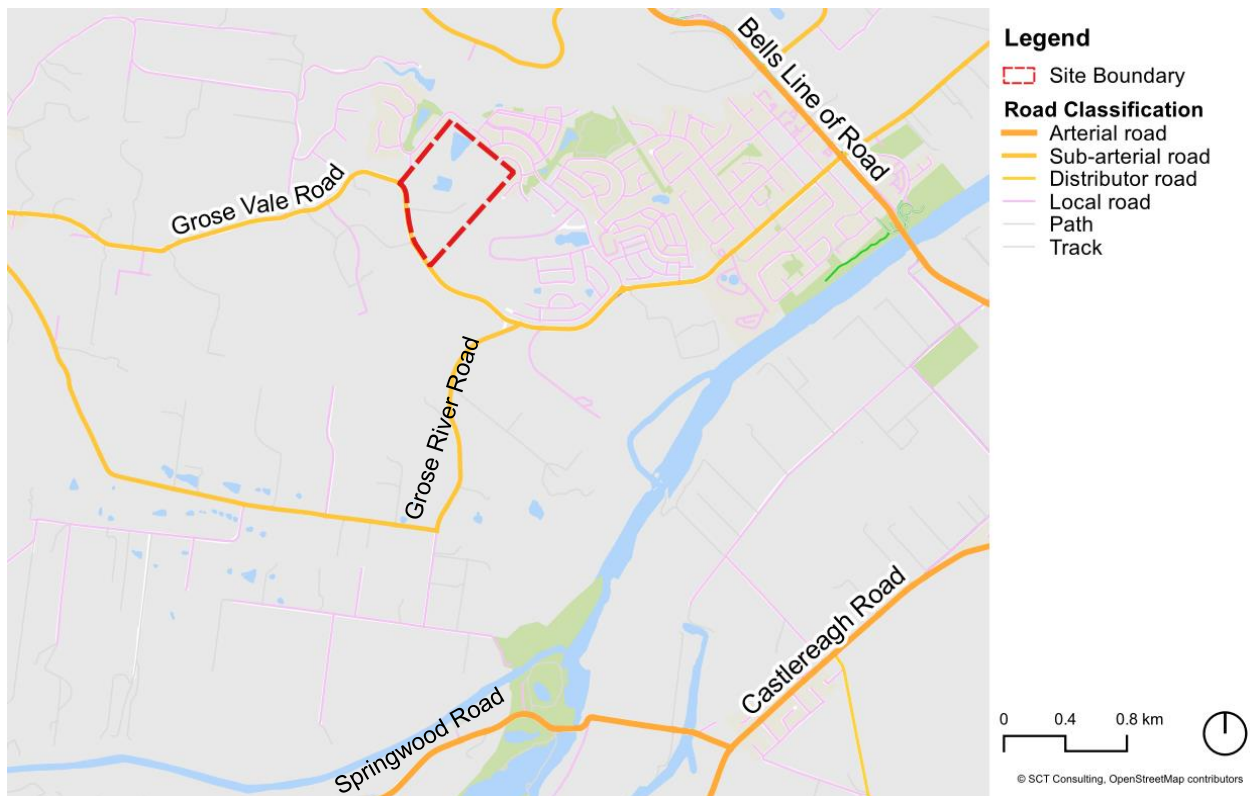 Bells Line of Road
Grose Vale Road
Grose River Road
Castlereagh Road
Springwood Road
Legend
Site Boundary
Road Classification
Arterial road
Sub-arterial road
Distributor road
Local road
Path
Track
0 0.4 0.8 km
© SCT Consulting, OpenStreetMap contributors